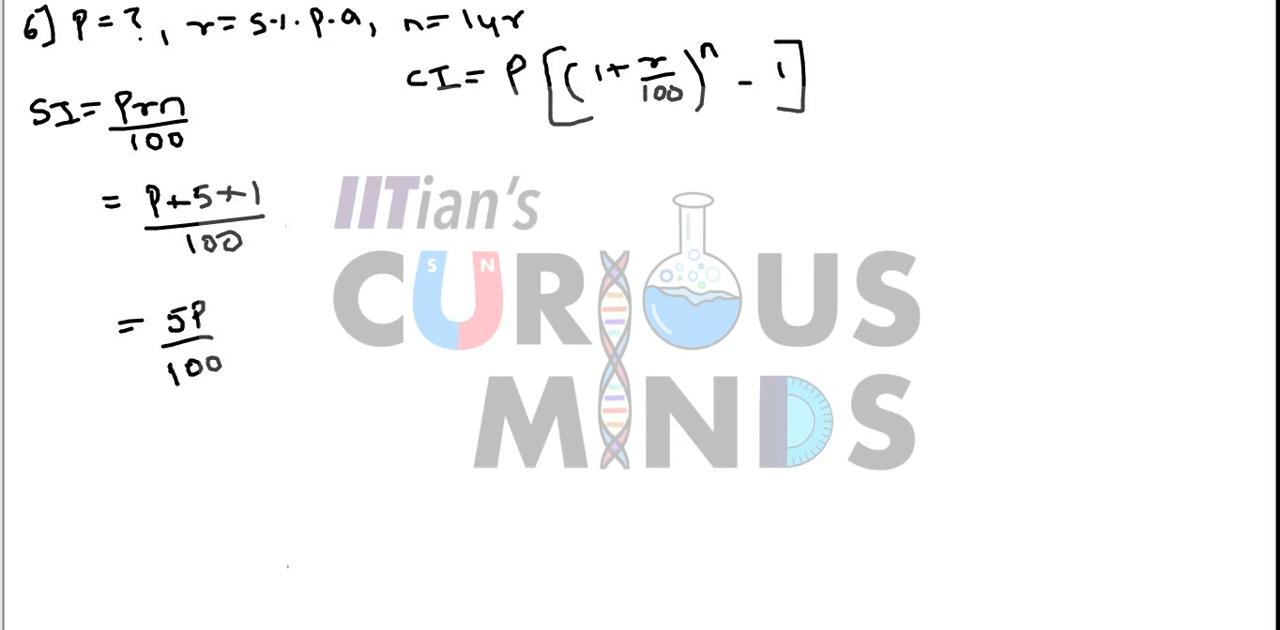 6] P = ?, r = 5 % P.a, n = 1 yr
CI = P [(1 + r/100)^n - 1]
SI = Prn/100
= P+5+1/100
= 5P/100
IITian's
CURIOUS
S N
MINDS